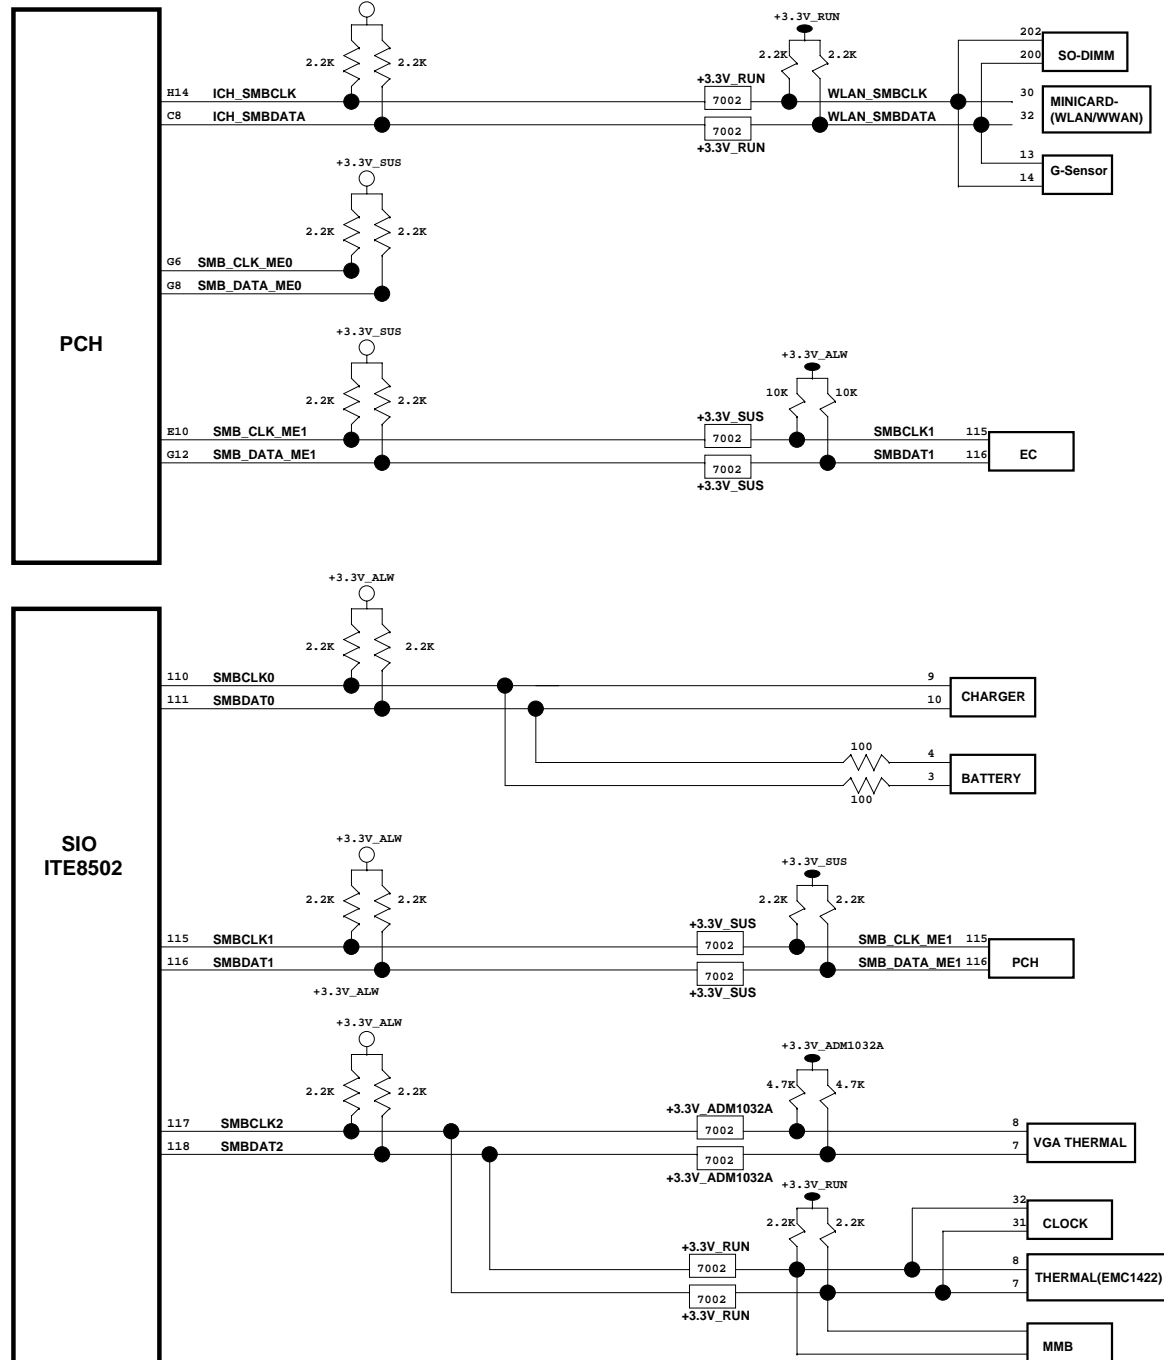 +3.3V_RUN
202
2.2K 2.2K 2.2K 2.2K 200 SO-DIMM
+3.3V_RUN
H14 ICH_SMBCLK 7002 WLAN_SMBCLK 30 MINICARD-
C8 ICH_SMBDATA 7002 WLAN_SMBDATA 32 (WLAN/WWAN)
+3.3V_RUN
+3.3V_SUS
13 G-Sensor
14
2.2K 2.2K
G6 SMB_CLK_ME0
G8 SMB_DATA_ME0
PCH
+3.3V_SUS
+3.3V_ALW
2.2K 2.2K 10K 10K
+3.3V_SUS
E10 SMB_CLK_ME1 7002 SMBCLK1 115
G12 SMB_DATA_ME1 7002 SMBDAT1 116 EC
+3.3V_SUS
+3.3V_ALW
2.2K 2.2K
110 SMBCLK0 9
111 SMBDAT0 10 CHARGER
100 4
3 BATTERY
100
SIO
ITE8502
+3.3V_ALW
+3.3V_SUS
2.2K 2.2K 2.2K 2.2K
+3.3V_SUS
115 SMBCLK1 7002 SMB_CLK_ME1 115
116 SMBDAT1 7002 SMB_DATA_ME1 116 PCH
+3.3V_ALW +3.3V_SUS
+3.3V_ALW
+3.3V_ADM1032A
2.2K 2.2K 4.7K 4.7K
+3.3V_ADM1032A
117 SMBCLK2 7002 8
118 SMBDAT2 7002 7 VGA THERMAL
+3.3V_ADM1032A
+3.3V_RUN
32
2.2K 2.2K 31 CLOCK
+3.3V_RUN
7002 8
7002 7 THERMAL(EMC1422)
+3.3V_RUN
MMB